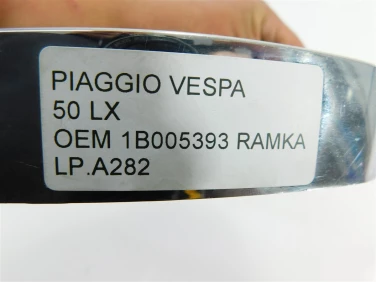 PIAGGIO VESPA
50 LX
OEM 1B005393 RAMKA
LP.A282